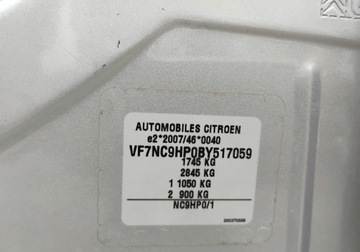 AUTOMOBILES CITROEN
e2*2007/46*0040
VF7NC9HP0BY517059
1745 KG
2845 KG
1 1050 KG
2 900 KG
NC9HP0/1